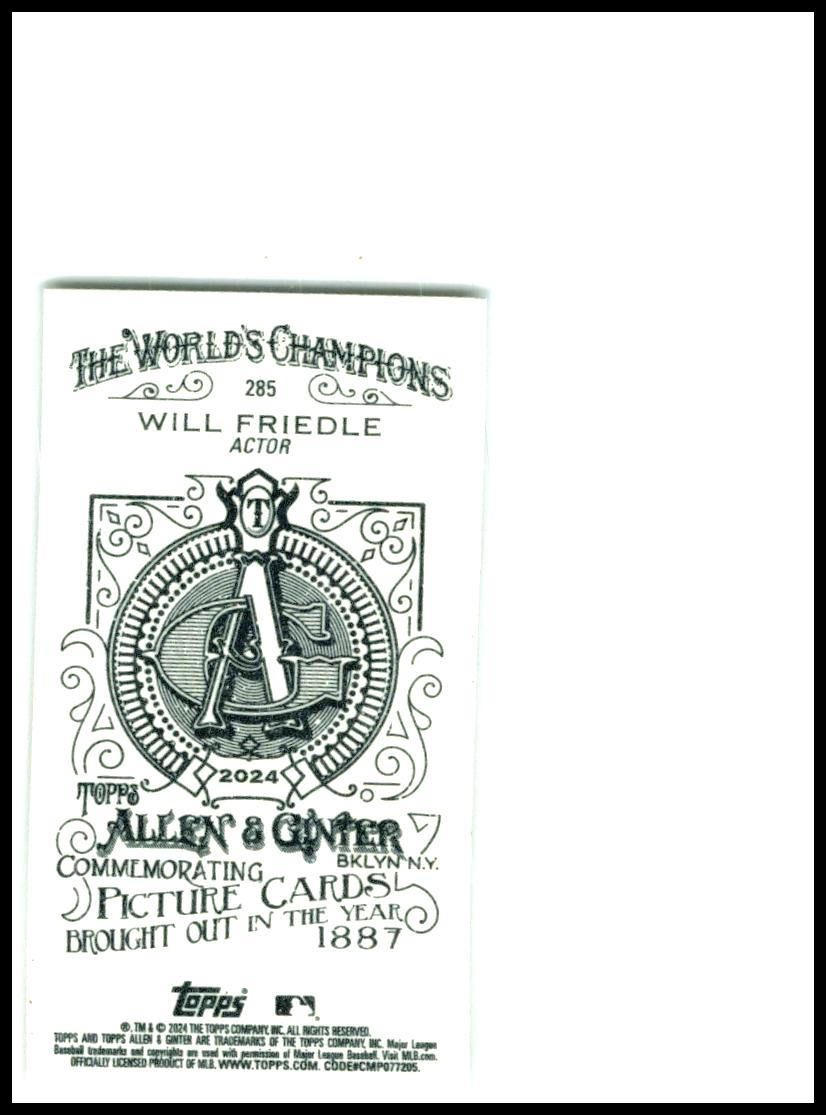 THE WORLD'S CHAMPIONS
285
WILL FRIEDLE
ACTOR
T
A&G
2024
TOPPS
ALLEN & GINTER
BKLYN N.Y.
COMMEMORATING
PICTURE CARDS
BROUGHT OUT IN THE YEAR
1887
topps
®, TM & © 2024 THE TOPPS COMPANY, INC. ALL RIGHTS RESERVED.
TOPPS AND TOPPS ALLEN & GINTER ARE TRADEMARKS OF THE TOPPS COMPANY, INC. Major League
Baseball trademarks and copyrights are used with permission of Major League Baseball. Visit MLB.com.
OFFICIALLY LICENSED PRODUCT OF MLB. WWW.TOPPS.COM. CODE#CMP077205.